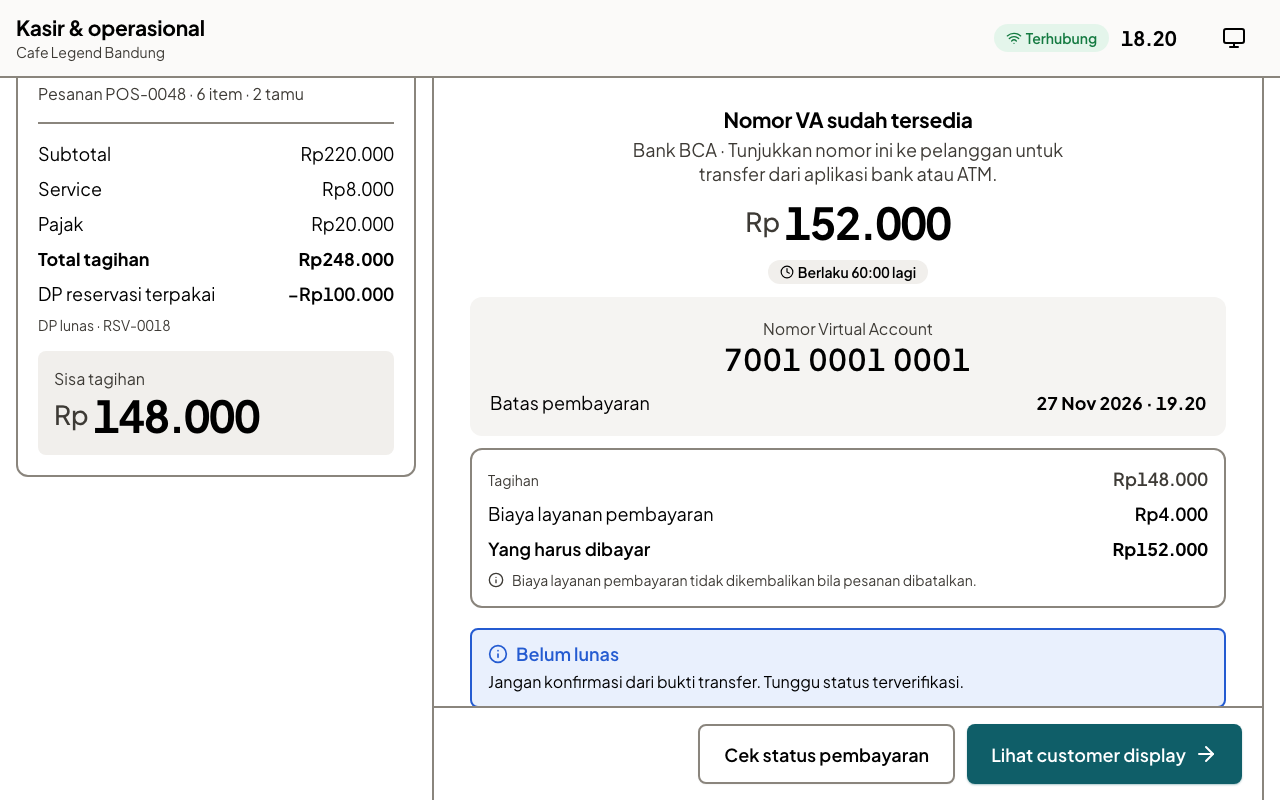 Kasir & operasional
Cafe Legend Bandung
Terhubung
18.20
Pesanan POS-0048 · 6 item · 2 tamu
Subtotal Rp220.000
Service Rp8.000
Pajak Rp20.000
Total tagihan Rp248.000
DP reservasi terpakai −Rp100.000
DP lunas · RSV-0018
Sisa tagihan
Rp 148.000
Nomor VA sudah tersedia
Bank BCA · Tunjukkan nomor ini ke pelanggan untuk
transfer dari aplikasi bank atau ATM.
Rp 152.000
Berlaku 60:00 lagi
Nomor Virtual Account
7001 0001 0001
Batas pembayaran 27 Nov 2026 · 19.20
Tagihan Rp148.000
Biaya layanan pembayaran Rp4.000
Yang harus dibayar Rp152.000
Biaya layanan pembayaran tidak dikembalikan bila pesanan dibatalkan.
Belum lunas
Jangan konfirmasi dari bukti transfer. Tunggu status terverifikasi.
Cek status pembayaran
Lihat customer display